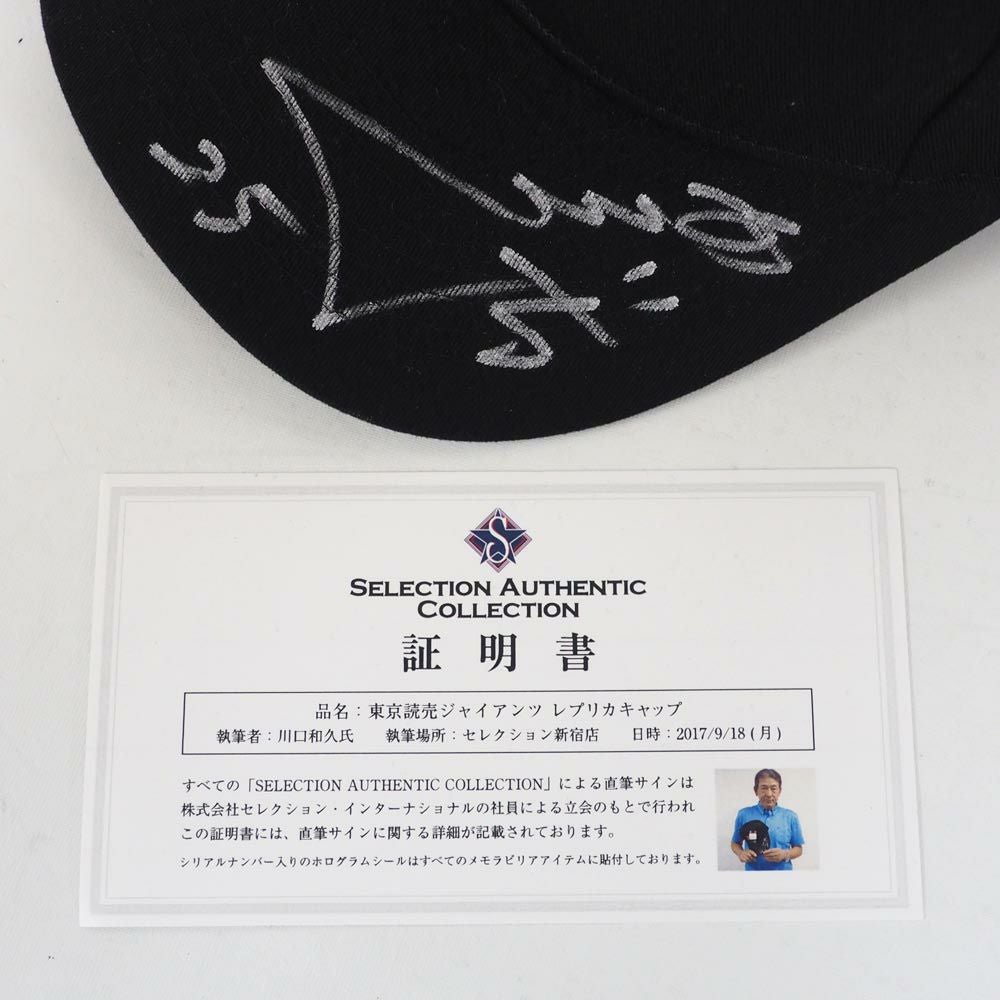 S
SELECTION AUTHENTIC
COLLECTION
証明書
品名：東京読売ジャイアンツ レプリカキャップ
執筆者：川口和久氏 執筆場所：セレクション新宿店 日時：2017/9/18(月)
すべての「SELECTION AUTHENTIC COLLECTION」による直筆サインは
株式会社セレクション・インターナショナルの社員による立会のもとで行われ
この証明書には、直筆サインに関する詳細が記載されております。
シリアルナンバー入りのホログラムシールはすべてのメモラビリアアイテムに貼付しております。